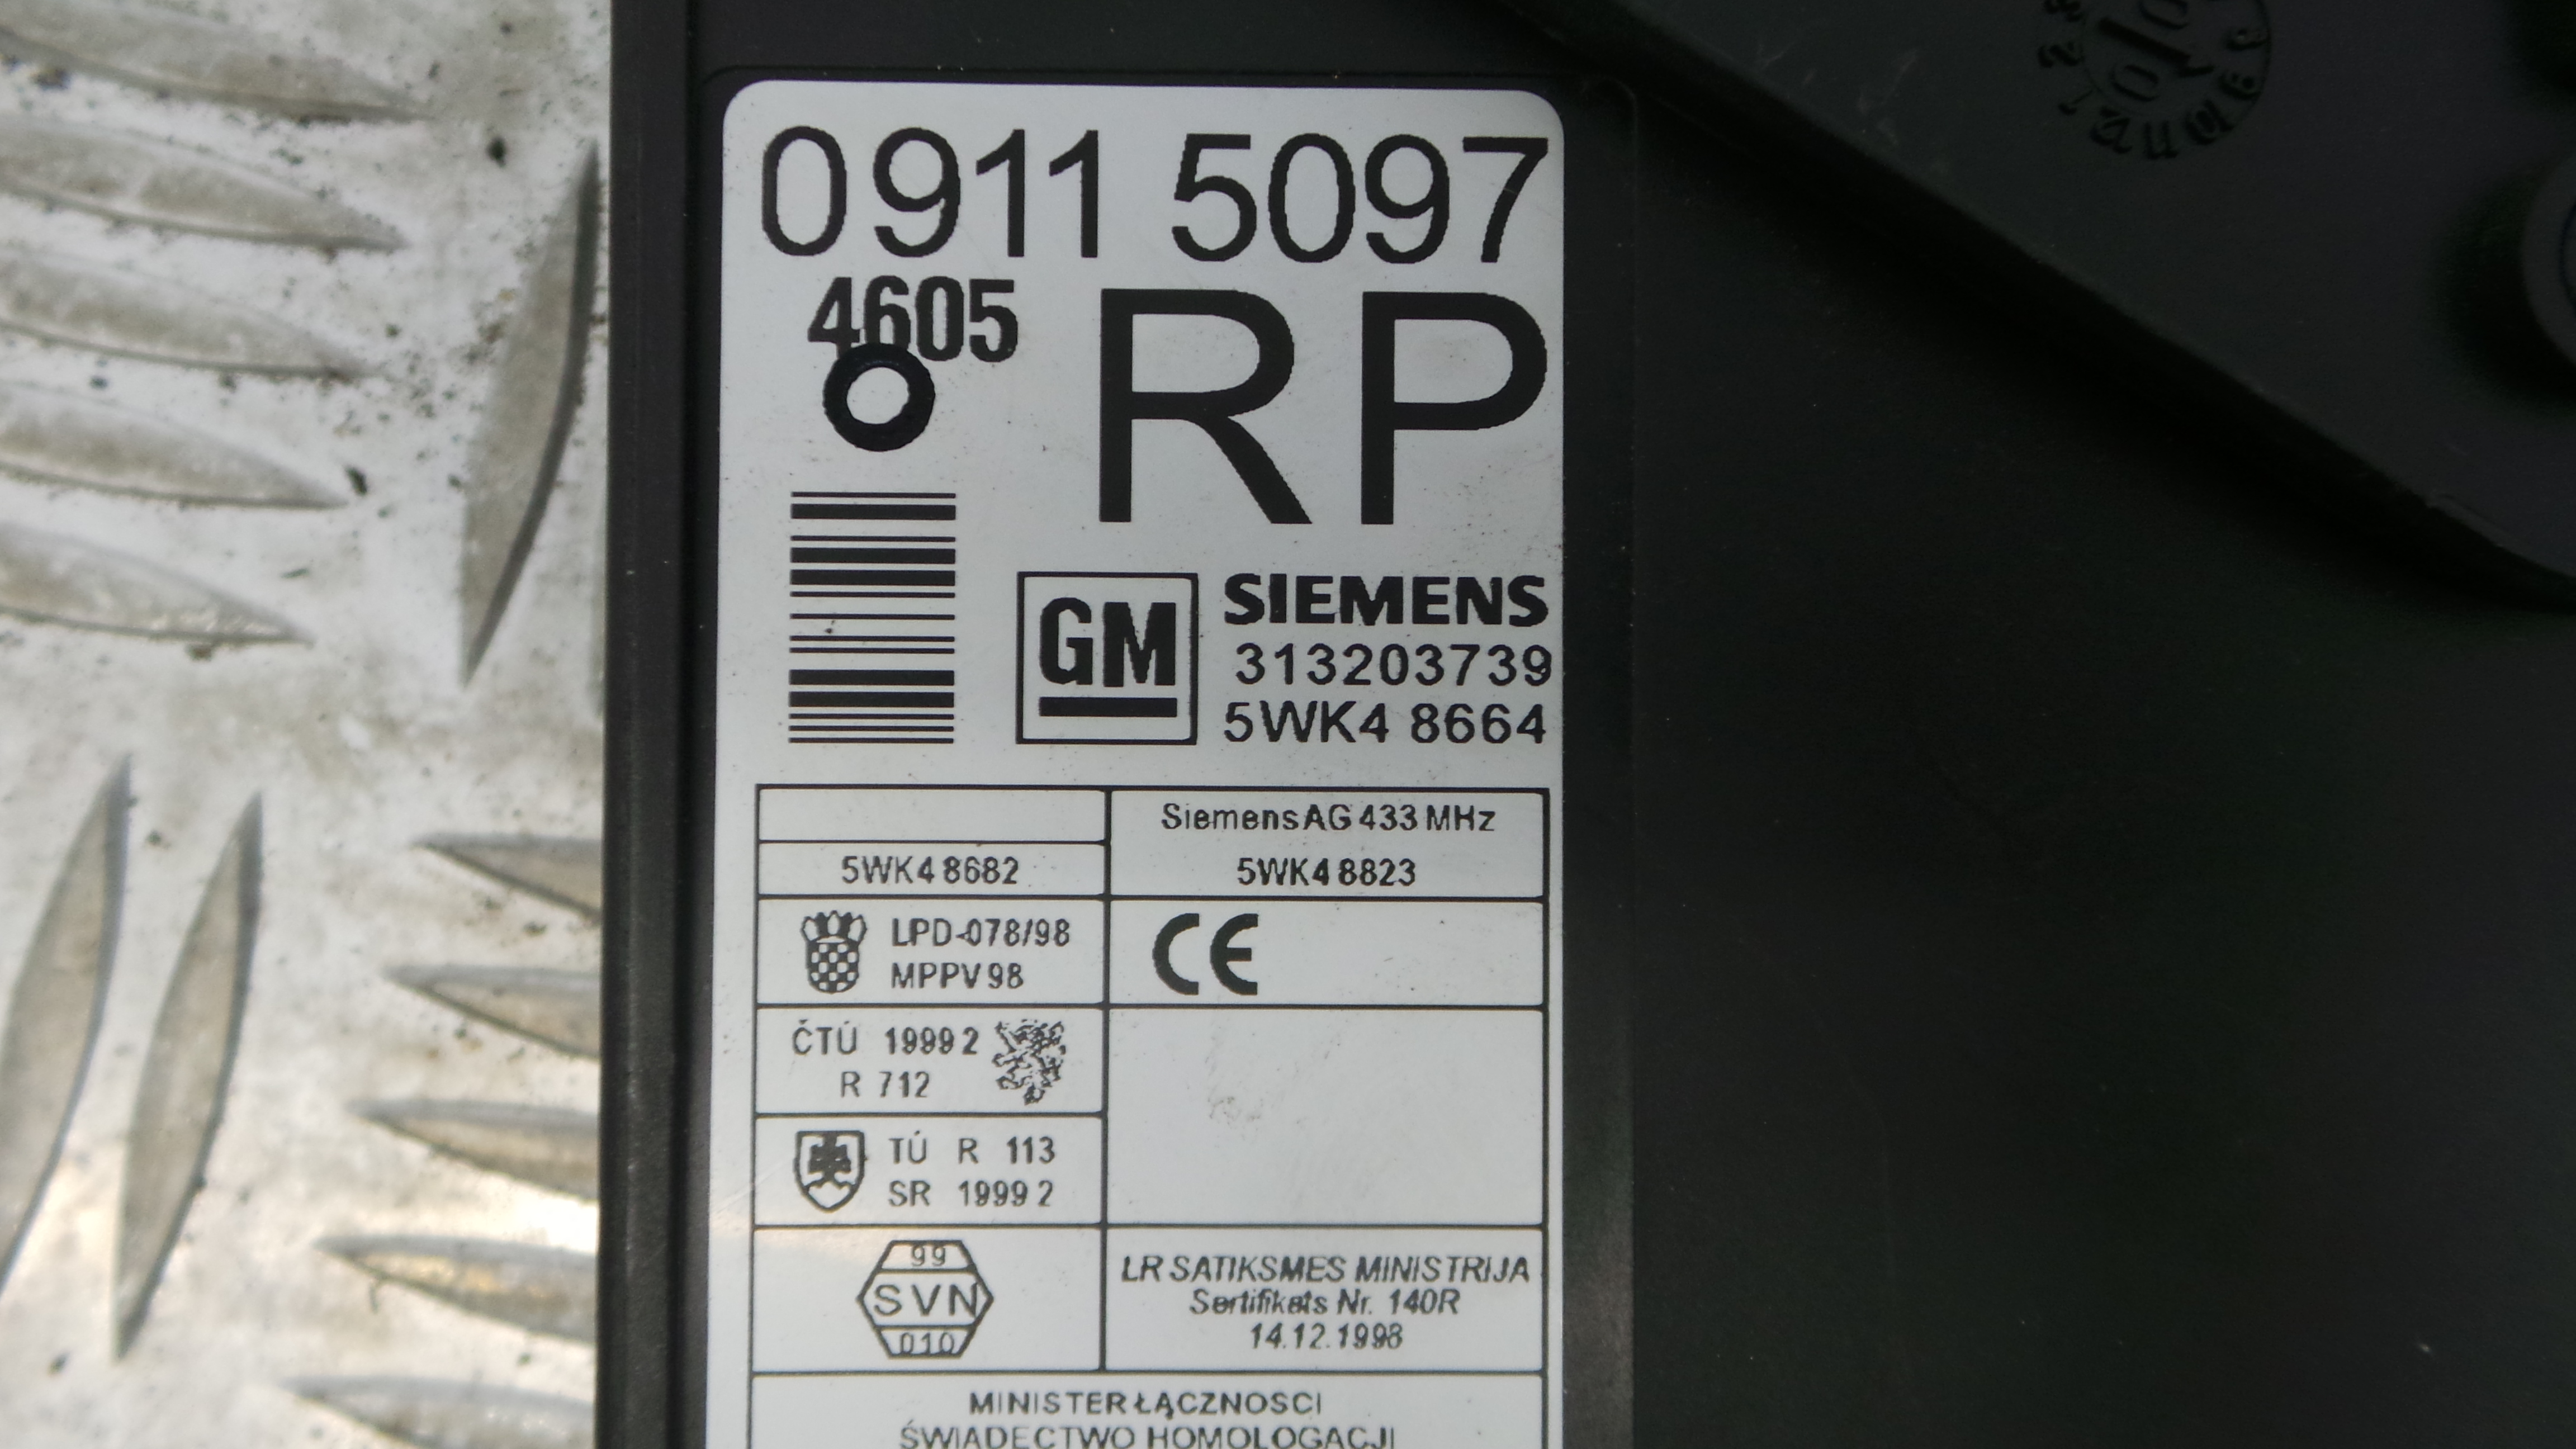 0911 5097
4605
RP
GM
SIEMENS
313203739
5WK4 8664
SiemensAG 433 MHz
5WK4 8682
5WK4 8823
LPD-078/98
MPPV 98
CE
ČTÚ 1999 2
R 712
TÚ R 113
SR 1999 2
99
SVN
010
LR SATIKSMES MINISTRIJA
Sertifikats Nr. 140R
14.12.1998
MINISTER ŁĄCZNOSCI
ŚWIADECTWO HOMOLOGACJI